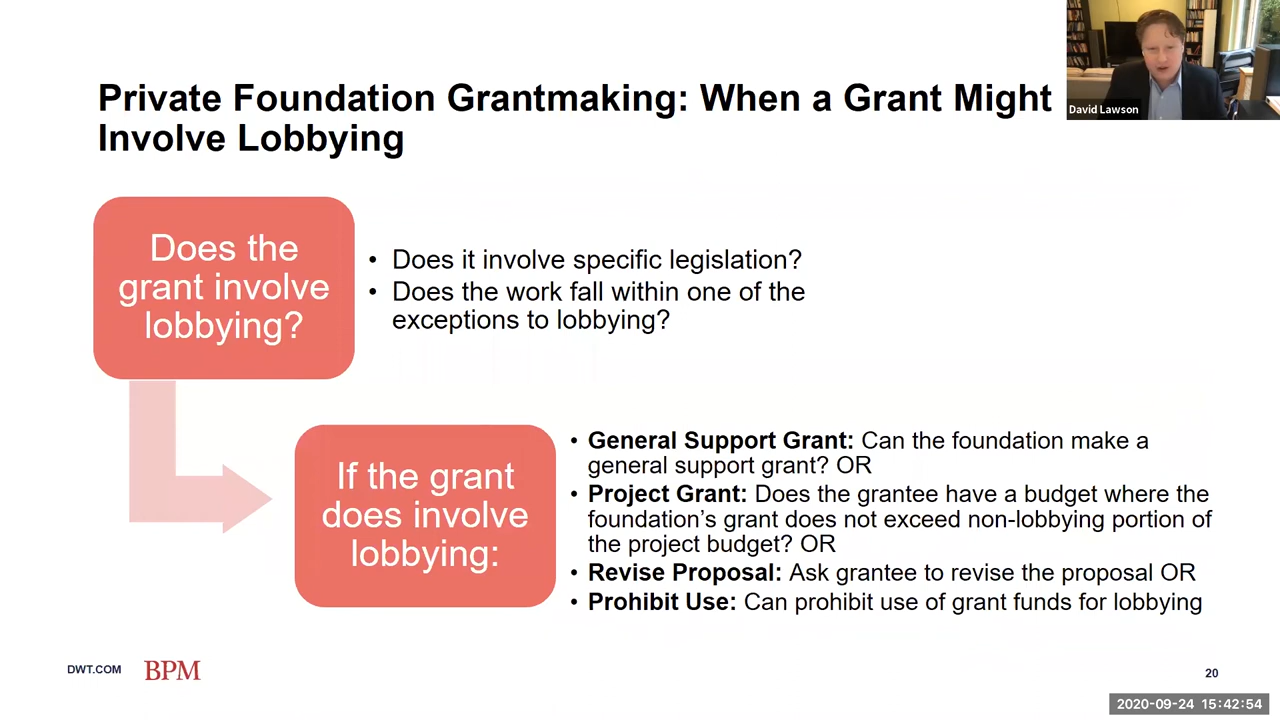 Private Foundation Grantmaking: When a Grant Might
Involve Lobbying
David Lawson
Does the
grant involve
lobbying?
• Does it involve specific legislation?
• Does the work fall within one of the
exceptions to lobbying?
If the grant
does involve
lobbying:
• General Support Grant: Can the foundation make a
general support grant? OR
• Project Grant: Does the grantee have a budget where the
foundation’s grant does not exceed non-lobbying portion of
the project budget? OR
• Revise Proposal: Ask grantee to revise the proposal OR
• Prohibit Use: Can prohibit use of grant funds for lobbying
DWT.COM
BPM
20
2020-09-24 15:42:54